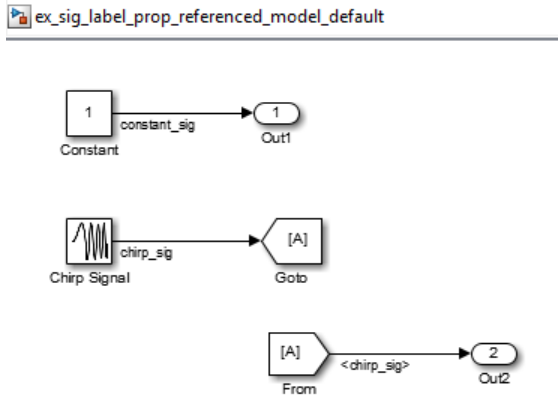 ex_sig_label_prop_referenced_model_default
1
constant_sig
1
Constant
Out1
chirp_sig
[A]
Chirp Signal
Goto
[A]
<chirp_sig>
2
From
Out2